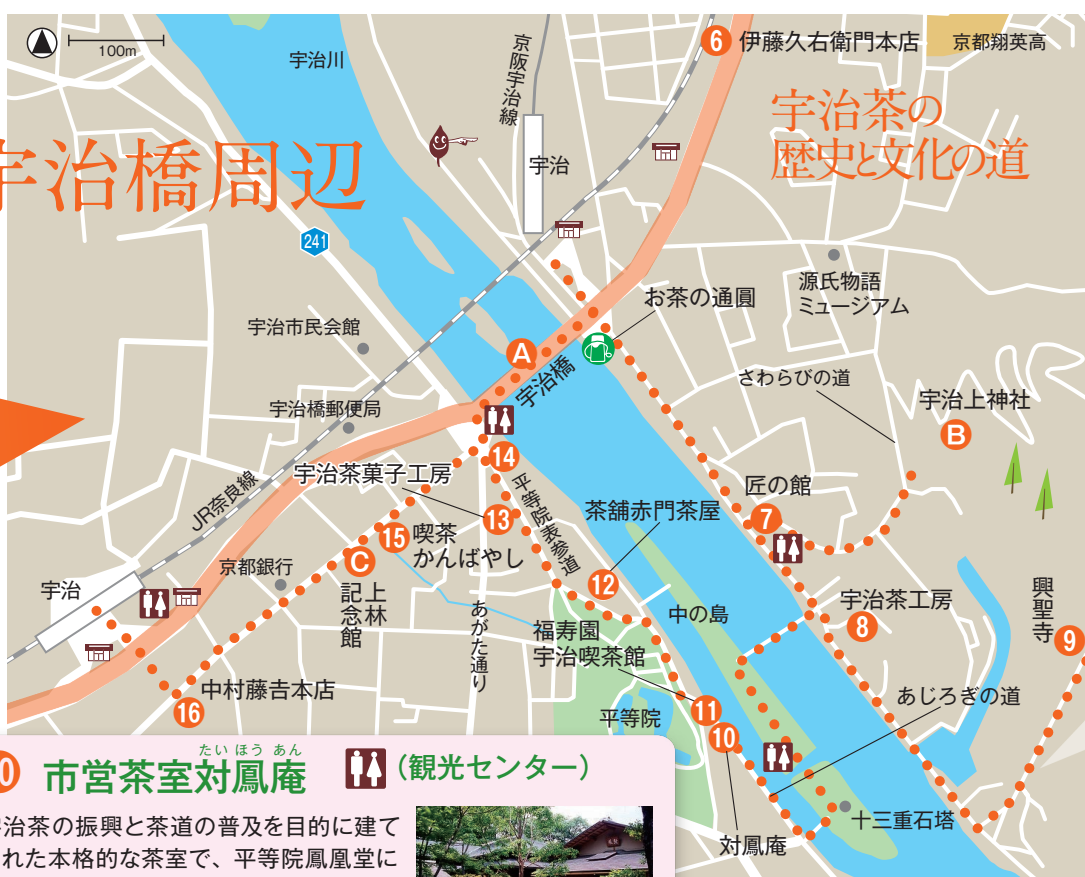 100m
宇治川
京阪宇治線
6 伊藤久右衛門本店
京都翔英高
宇治茶の
歴史と文化の道
宇治橋周辺
宇治
241
お茶の通圓
源氏物語
ミュージアム
宇治市民会館
A
宇治橋
さわらびの道
宇治上神社
B
宇治橋郵便局
宇治茶菓子工房
14
平等院表参道
匠の館
7
JR奈良線
13
茶舗赤門茶屋
15 喫茶
かんばやし
C
上林
記念館
京都銀行
12
宇治
あがた通り
中の島
宇治茶工房
8
興聖寺
9
福寿園
宇治喫茶館
中村藤吉本店
16
平等院
11
10
あじろぎの道
十三重石塔
対鳳庵
たいほうあん
0 市営茶室対鳳庵 (観光センター)
宇治茶の振興と茶道の普及を目的に建て
れた本格的な茶室で、平等院鳳凰堂に